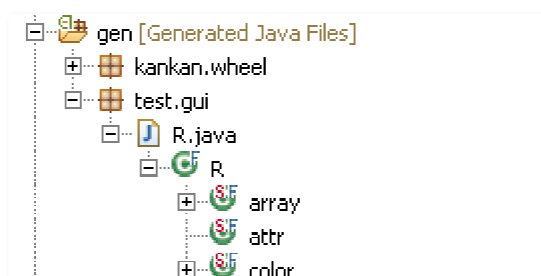 gen [Generated Java Files]
kankan.wheel
test.gui
R.java
R
array
attr
color